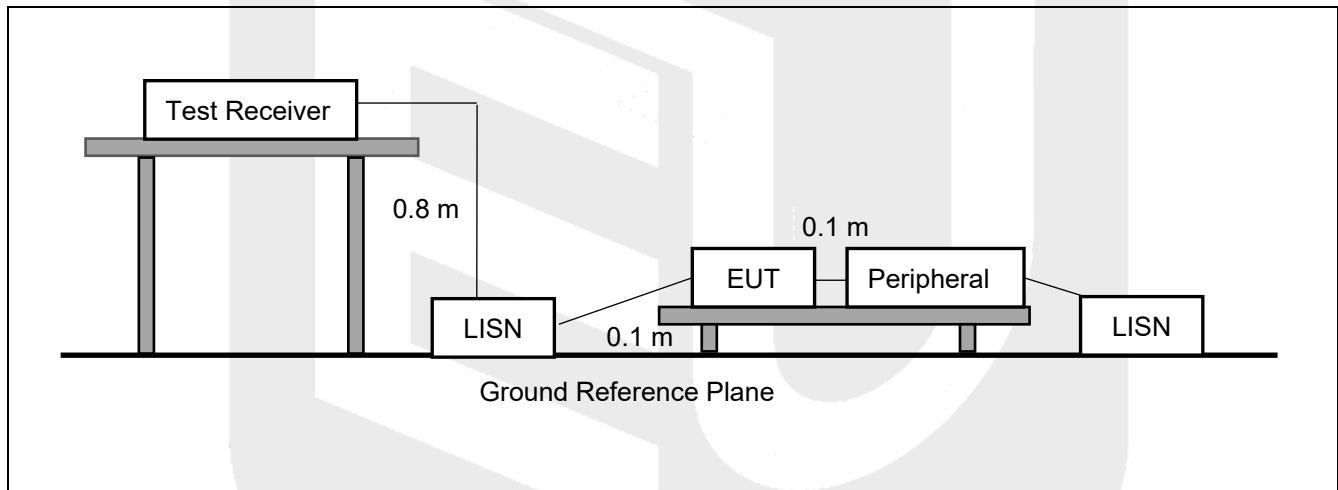 Test Receiver
0.8 m
0.1 m
EUT
Peripheral
LISN
0.1 m
LISN
Ground Reference Plane